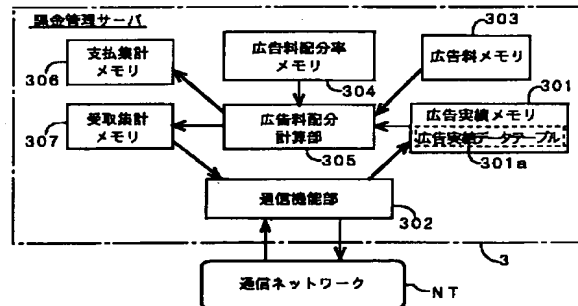 課金管理サーバ
支払集計
メモリ
306
広告料配分率
メモリ
304
303
広告料メモリ
受取集計
メモリ
307
広告料配分
計算部
305
301
広告実績メモリ
広告実績データテーブル
301a
通信機能部
302
3
通信ネットワーク
NT